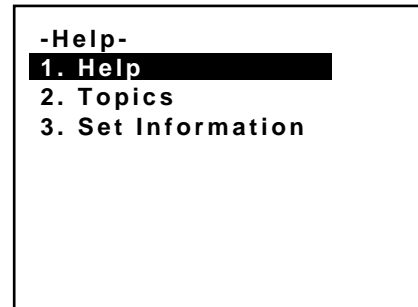 -Help-
1. Help
2. Topics
3. Set Information